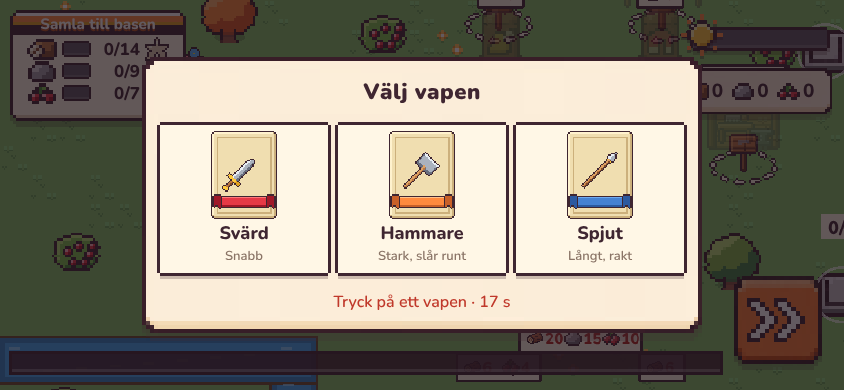 Samla till basen
0/14
0/9
0/7
0 0 0
Välj vapen
Svärd
Snabb
Hammare
Stark, slår runt
Spjut
Långt, rakt
Tryck på ett vapen · 17 s
0/
20 15 10